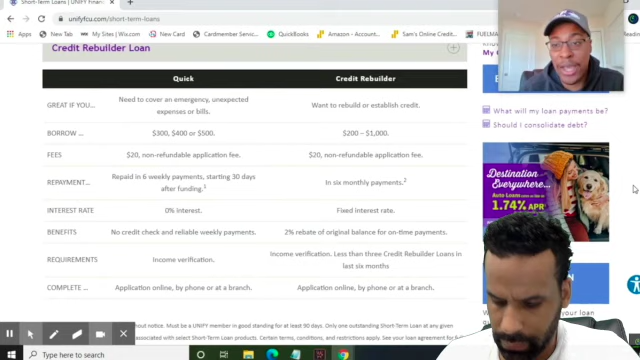 Short-Term Loans | UNIFY Financ
unifyfcu.com/short-term-loans
New Tab
My Sites | Wix.com
Cardmember Servic...
QuickBooks
Amazon - Account...
Sam's Online Credit...
FUELMA
Readin
Credit Rebuilder Loan
My
Quick
Credit Rebuilder
GREAT IF YOU...
Need to cover an emergency, unexpected
expenses or bills.
Want to rebuild or establish credit.
BORROW ...
$300, $400 or $500.
$200 – $1,000.
FEES
$20, non-refundable application fee.
$20, non-refundable application fee.
REPAYMENT...
Repaid in 6 weekly payments, starting 30 days
after funding.1
In six monthly payments.2
INTEREST RATE
0% interest.
Fixed interest rate.
BENEFITS
No credit check and reliable weekly payments.
2% rebate of original balance for on-time payments.
REQUIREMENTS
Income verification.
Income verification. Less than three Credit Rebuilder Loans in
last six months
COMPLETE ...
Application online, by phone or at a branch.
Application online, by phone or at a branch.
What will my loan payments be?
Should I consolidate debt?
Destination
Everywhere...
1.74% APR
your loan
without notice. Must be a UNIFY member in good standing for at least 90 days. Only one outstanding Short-Term Loan at any given
associated with select Short-Term Loan products. Certain terms, conditions, and restrictions apply. See your loan agreement for
Type here to search